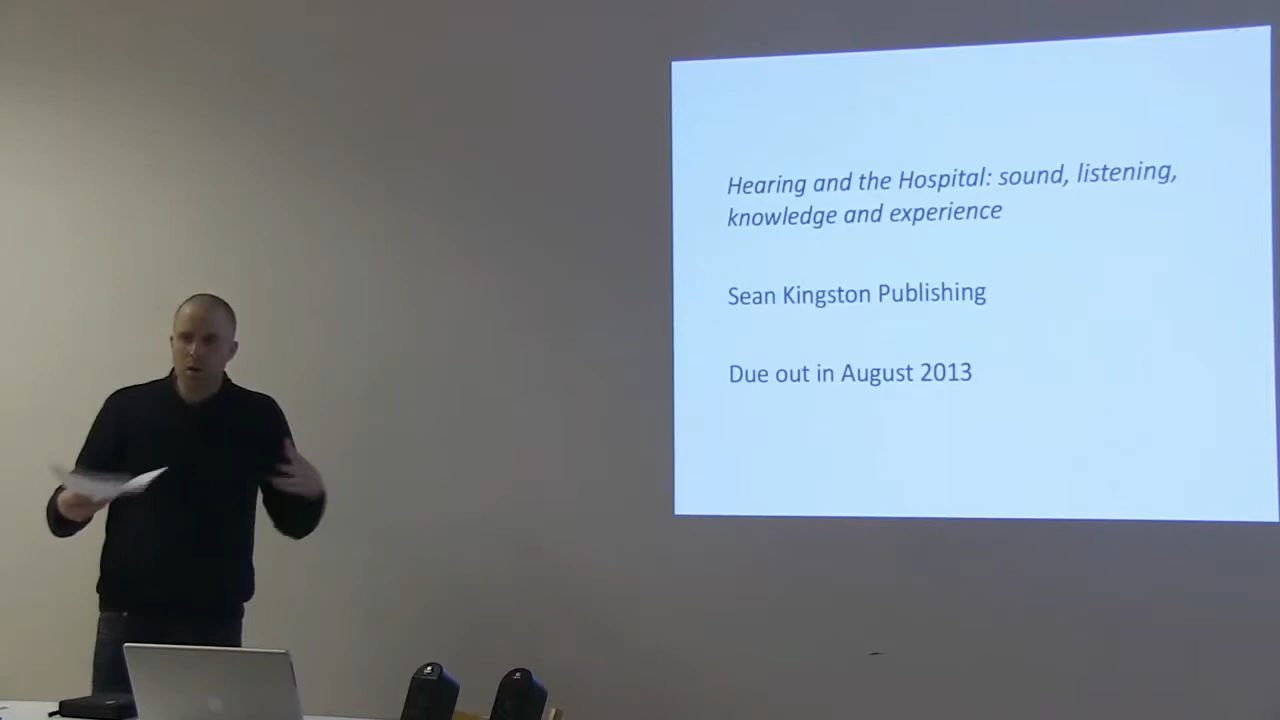 Hearing and the Hospital: sound, listening,
knowledge and experience
Sean Kingston Publishing
Due out in August 2013